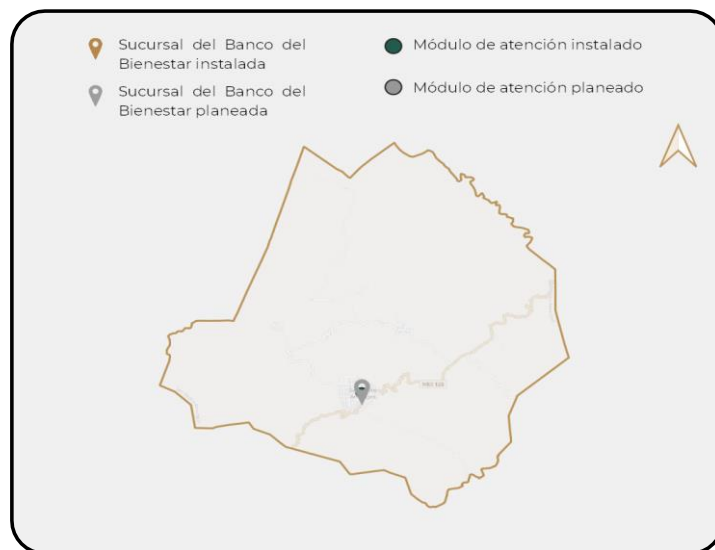 Sucursal del Banco del
Bienestar instalada
Sucursal del Banco del
Bienestar planeada
Módulo de atención instalado
Módulo de atención planeado